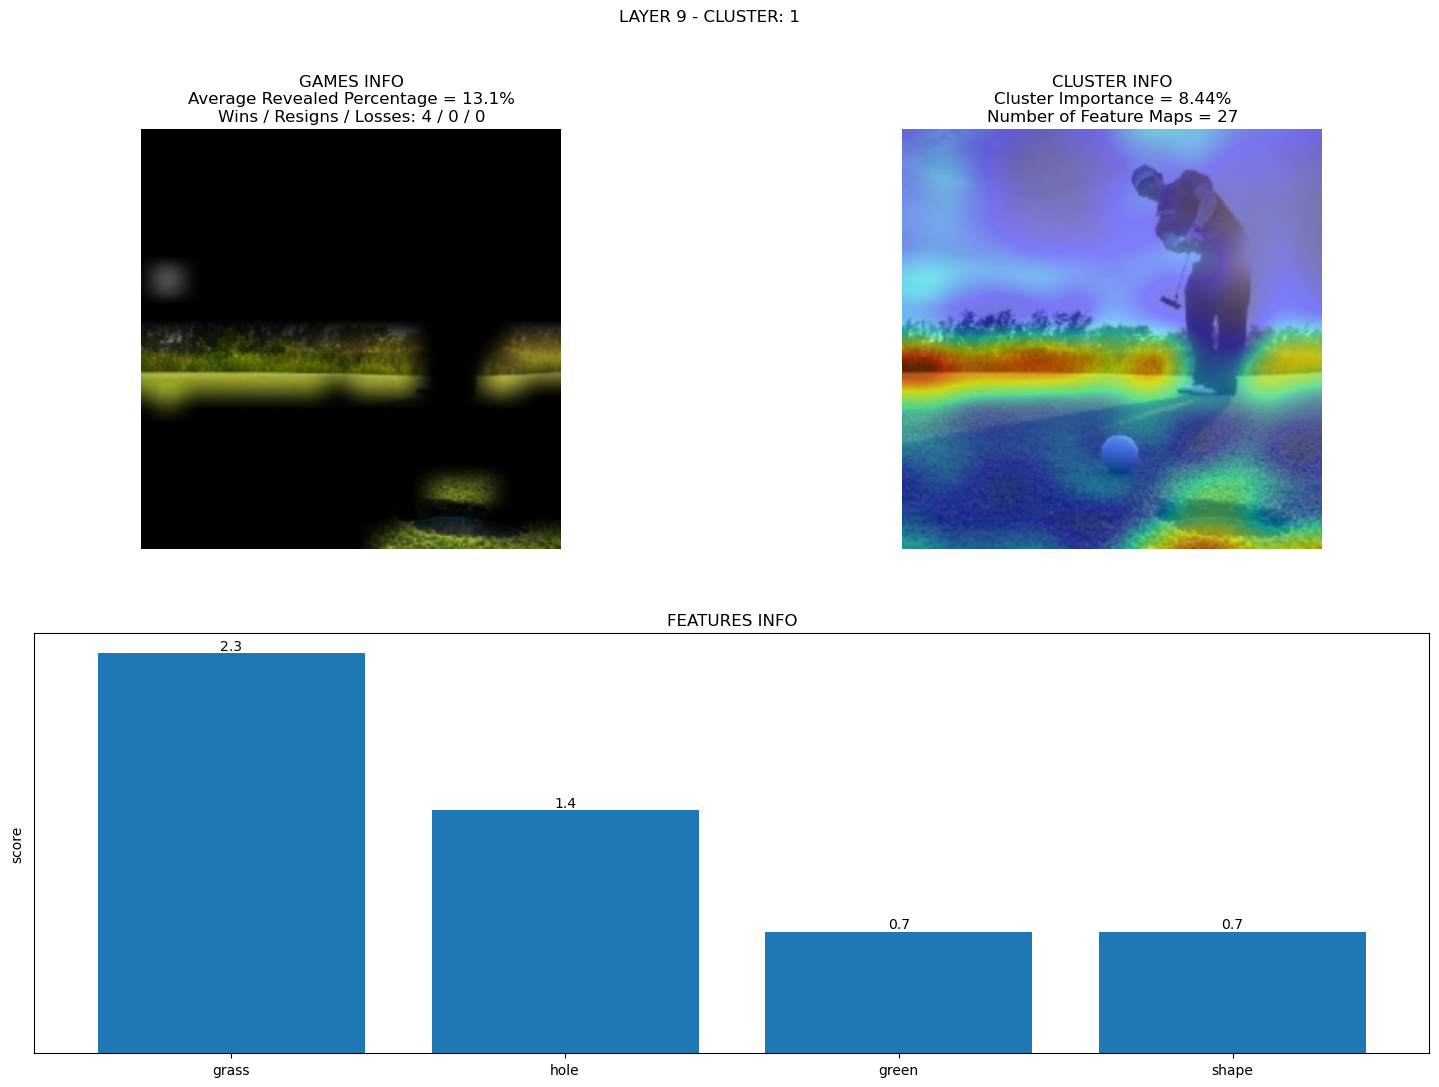 LAYER 9 - CLUSTER: 1
GAMES INFO
Average Revealed Percentage = 13.1%
Wins / Resigns / Losses: 4 / 0 / 0
CLUSTER INFO
Cluster Importance = 8.44%
Number of Feature Maps = 27
FEATURES INFO
score
2.3
1.4
0.7
0.7
grass
hole
green
shape